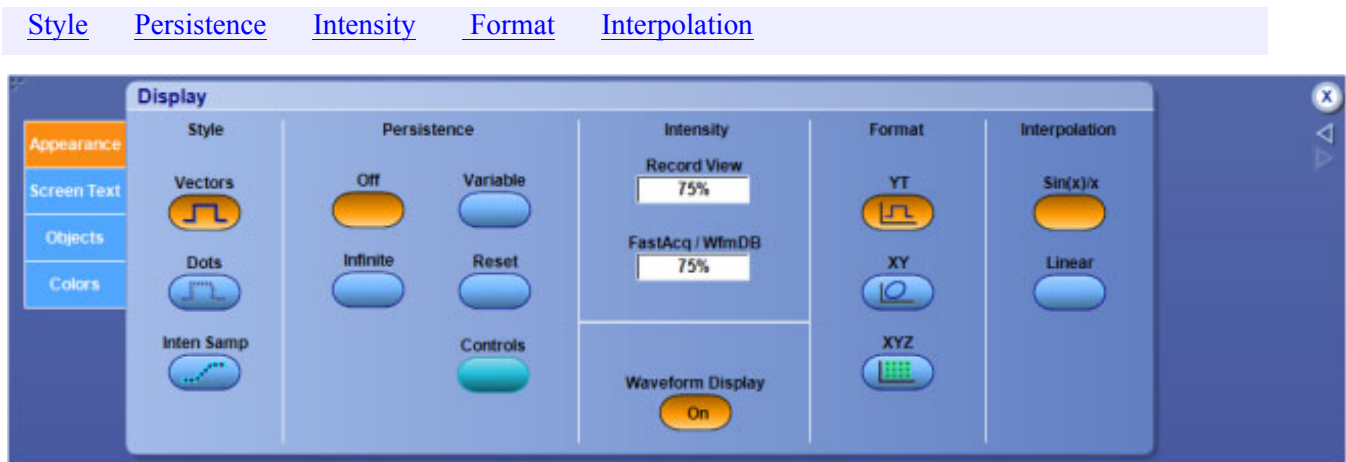 Style Persistence Intensity Format Interpolation
Display
Appearance
Screen Text
Objects
Colors
Style
Vectors
Dots
Inten Samp
Persistence
Off Variable
Infinite Reset
Controls
Intensity
Record View
75%
FastAcq / WfmDB
75%
Waveform Display
On
Format
YT
XY
XYZ
Interpolation
Sin(x)/x
Linear
X